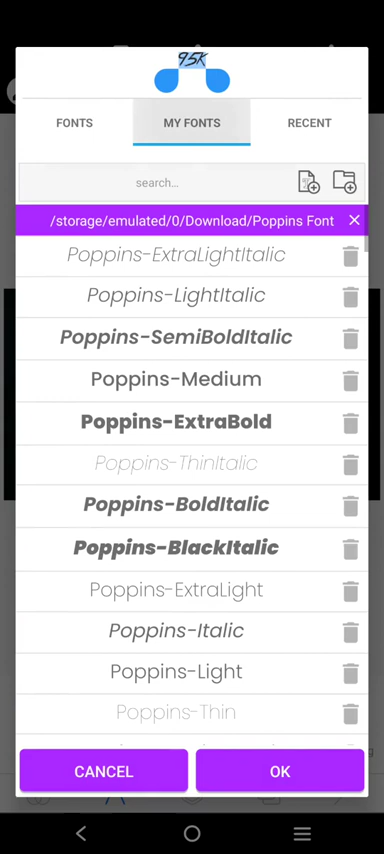 95K
FONTS MY FONTS RECENT
search...
/storage/emulated/0/Download/Poppins Font
Poppins-ExtraLightItalic
Poppins-LightItalic
Poppins-SemiBoldItalic
Poppins-Medium
Poppins-ExtraBold
Poppins-ThinItalic
Poppins-BoldItalic
Poppins-BlackItalic
Poppins-ExtraLight
Poppins-Italic
Poppins-Light
Poppins-Thin
CANCEL OK